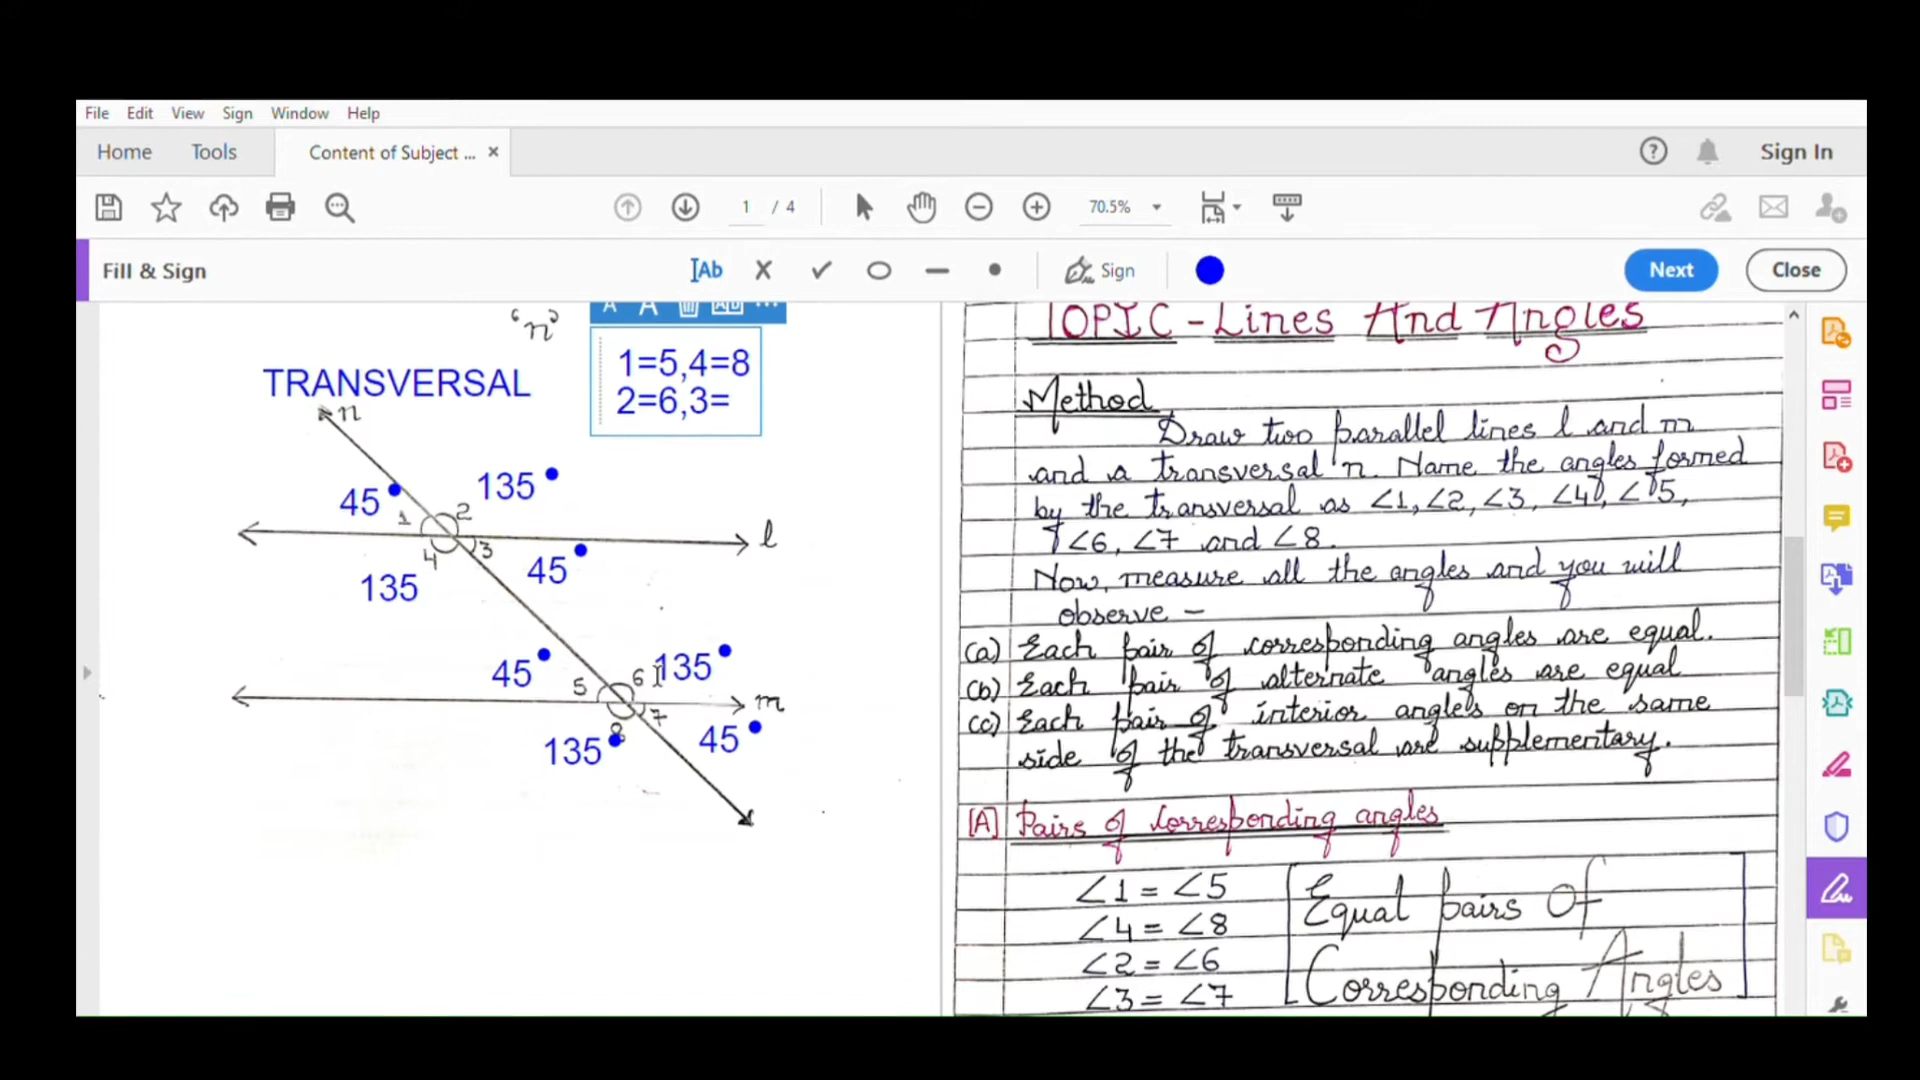 File Edit View Sign Window Help
Home Tools Content of Subject ... × Sign In
1 / 4 70.5%
Fill & Sign IAb Sign Next Close
'n'
1=5,4=8
2=6,3=
TRANSVERSAL
n
45 135
1 2
l
4 3
135 45
45 135
5 6
m
8 7
135 45
TOPIC - Lines And Angles
Method
Draw two parallel lines l and m
and a transversal 'n. Name the angles formed
by the transversal as ∠1, ∠2, ∠3, ∠4, ∠5,
∠6, ∠7 and ∠8.
Now, measure all the angles and you will
observe –
(a) Each pair of corresponding angles are equal.
(b) Each pair of alternate angles are equal
(c) Each pair of interior angles on the same
side of the transversal are supplementary.
[A] Pairs of Corresponding angles
∠1 = ∠5
∠4 = ∠8
∠2 = ∠6
∠3 = ∠7
Equal pairs Of
Corresponding Angles